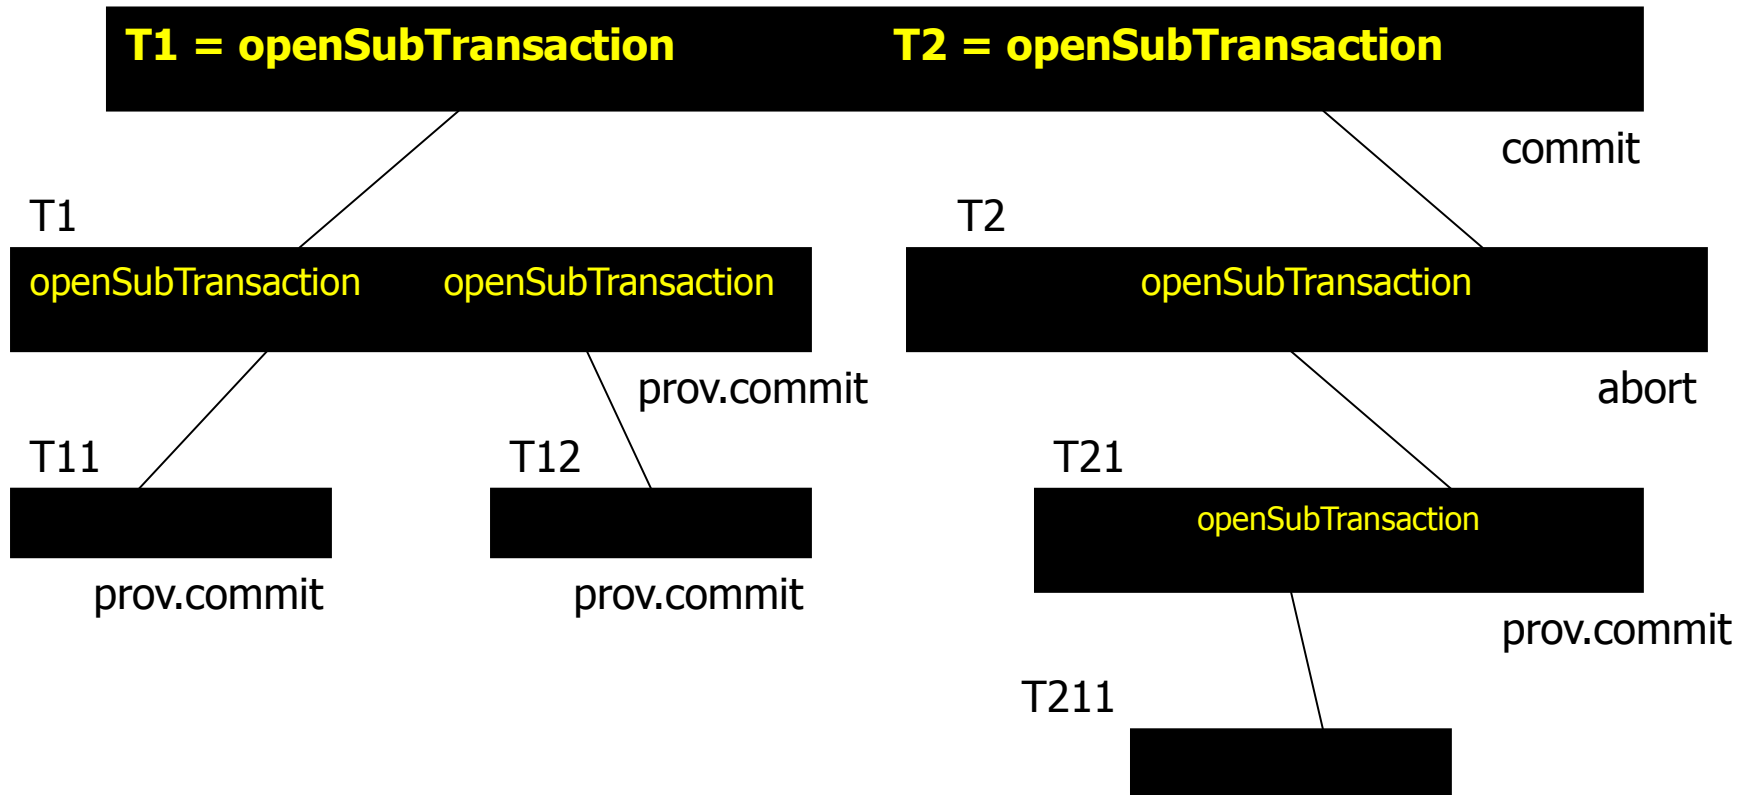 T1 = openSubTransaction T2 = openSubTransaction
commit
T1 T2
openSubTransaction openSubTransaction openSubTransaction
prov.commit abort
T11 T12 T21
openSubTransaction
prov.commit prov.commit prov.commit
T211